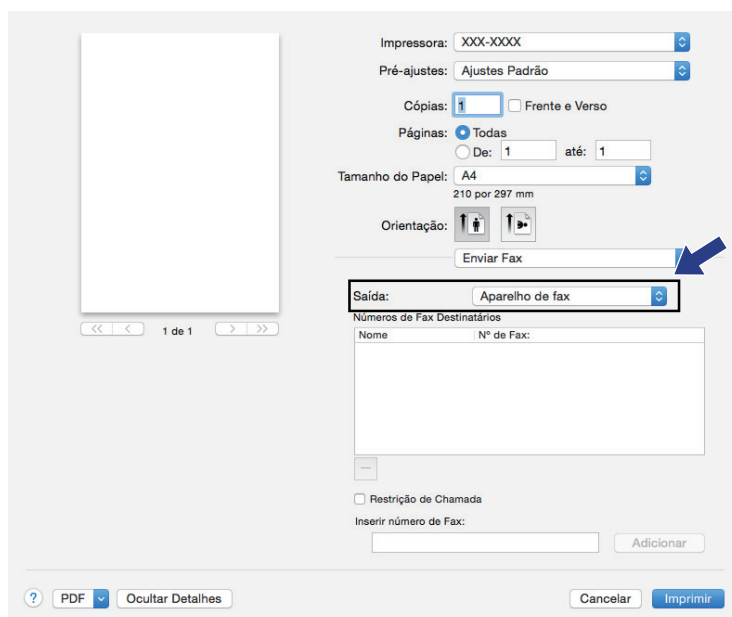 Impressora: XXX-XXXX
Pré-ajustes: Ajustes Padrão
Cópias: 1 Frente e Verso
Páginas: Todas
De: 1 até: 1
Tamanho do Papel: A4
210 por 297 mm
Orientação:
Enviar Fax
Saída: Aparelho de fax
Números de Fax Destinatários
Nome Nº de Fax:
1 de 1
Restrição de Chamada
Inserir número de Fax:
Adicionar
? PDF Ocultar Detalhes Cancelar Imprimir